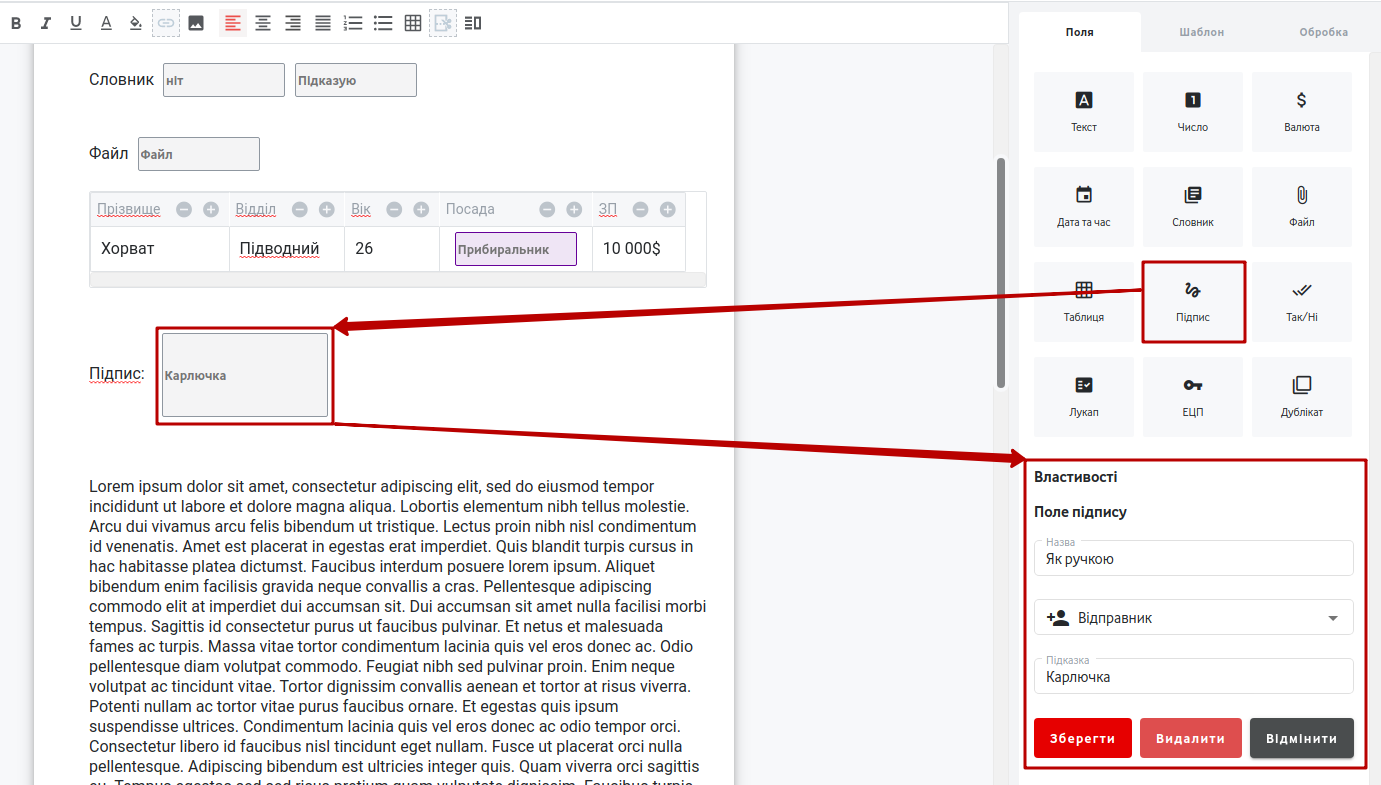 B I U A
Поля Шаблон Обробка
Словник ніт Підказую
Файл Файл
Прізвище Відділ Вік Посада ЗП
Хорват Підводний 26 Прибиральник 10 000$
Підпис: Карлючка
Lorem ipsum dolor sit amet, consectetur adipiscing elit, sed do eiusmod tempor
incididunt ut labore et dolore magna aliqua. Lobortis elementum nibh tellus molestie.
Arcu dui vivamus arcu felis bibendum ut tristique. Lectus proin nibh nisl condimentum
id venenatis. Amet est placerat in egestas erat imperdiet. Quis blandit turpis cursus in
hac habitasse platea dictumst. Faucibus interdum posuere lorem ipsum. Aliquet
bibendum enim facilisis gravida neque convallis a cras. Pellentesque adipiscing
commodo elit at imperdiet dui accumsan sit. Dui accumsan sit amet nulla facilisi morbi
tempus. Sagittis id consectetur purus ut faucibus pulvinar. Et netus et malesuada
fames ac turpis. Massa vitae tortor condimentum lacinia quis vel eros donec ac. Odio
pellentesque diam volutpat commodo. Feugiat nibh sed pulvinar proin. Enim neque
volutpat ac tincidunt vitae. Tortor dignissim convallis aenean et tortor at risus viverra.
Potenti nullam ac tortor vitae purus faucibus ornare. Et egestas quis ipsum
suspendisse ultrices. Condimentum lacinia quis vel eros donec ac odio tempor orci.
Consectetur libero id faucibus nisl tincidunt eget nullam. Fusce ut placerat orci nulla
pellentesque. Adipiscing bibendum est ultricies integer quis. Quam viverra orci sagittis
eu. Tempus egestas sed sed risus pretium quam vulputate dignissim. Faucibus turpis
Текст Число Валюта
Дата та час Словник Файл
Таблиця Підпис Так/Ні
Лукап ЕЦП Дублікат
Властивості
Поле підпису
Назва
Як ручкою
Відправник
Підказка
Карлючка
Зберегти Видалити Відмінити